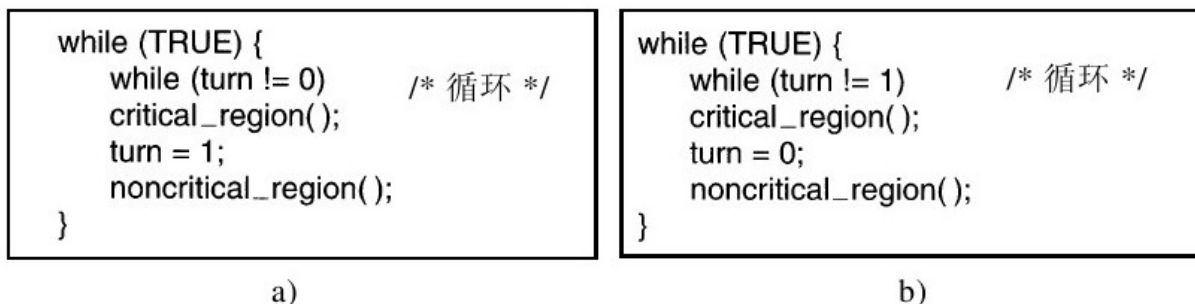 while (TRUE) {
while (turn != 0) /* 循环 */
critical_region( );
turn = 1;
noncritical_region( );
}
a)
while (TRUE) {
while (turn != 1) /* 循环 */
critical_region( );
turn = 0;
noncritical_region( );
}
b)